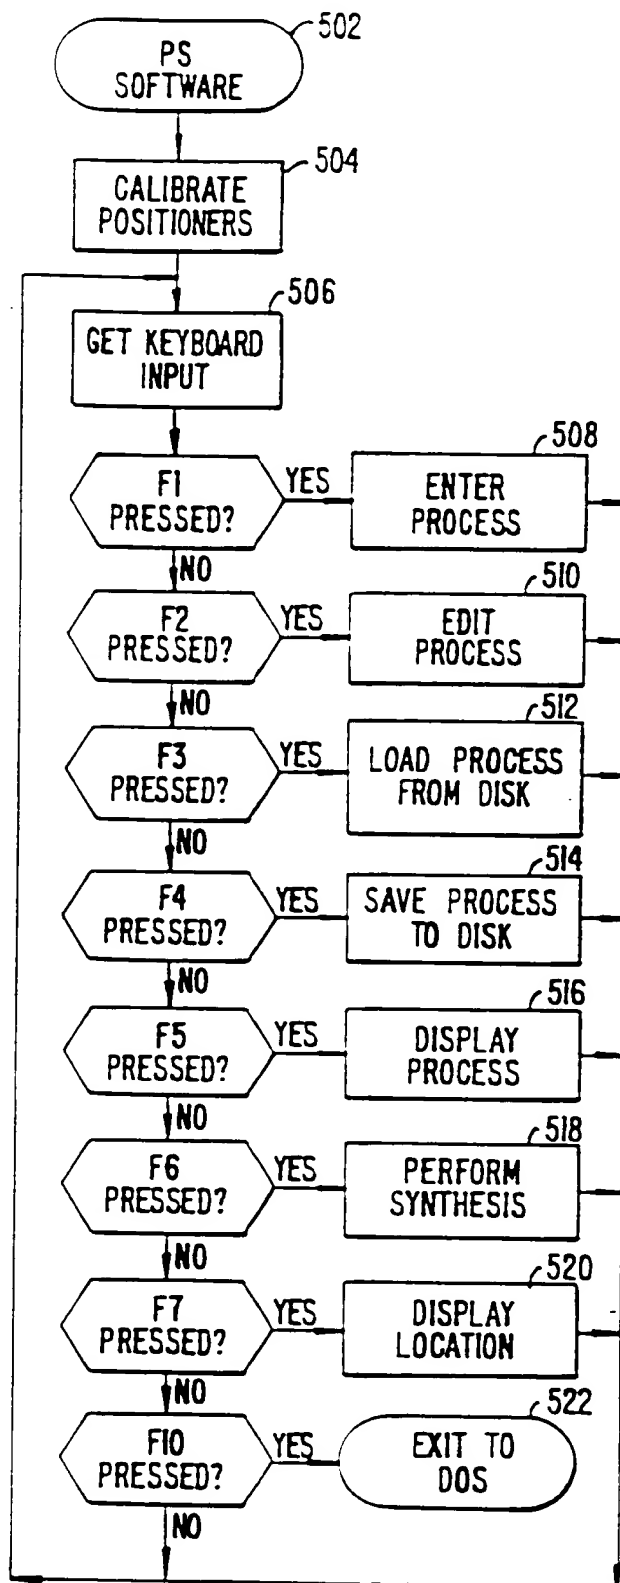 502
PS
SOFTWARE
504
CALIBRATE
POSITIONERS
506
GET KEYBOARD
INPUT
508
F1
PRESSED?
YES
ENTER
PROCESS
NO
510
F2
PRESSED?
YES
EDIT
PROCESS
NO
512
F3
PRESSED?
YES
LOAD PROCESS
FROM DISK
NO
514
F4
PRESSED?
YES
SAVE PROCESS
TO DISK
NO
516
F5
PRESSED?
YES
DISPLAY
PROCESS
NO
518
F6
PRESSED?
YES
PERFORM
SYNTHESIS
NO
520
F7
PRESSED?
YES
DISPLAY
LOCATION
NO
522
F10
PRESSED?
YES
EXIT TO
DOS
NO